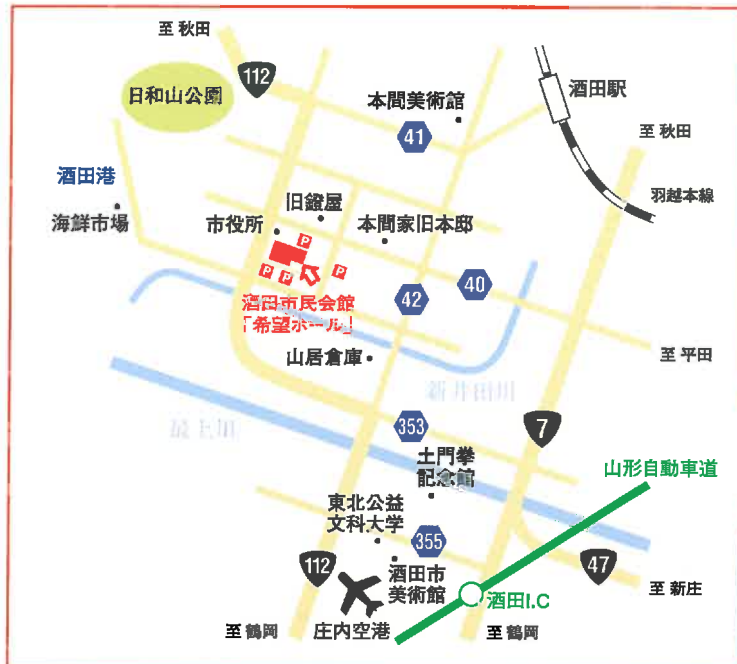 至 秋田
112
日和山公園
本間美術館
酒田駅
41
至 秋田
酒田港
羽越本線
旧鐙屋
海鮮市場
市役所
本間家旧本邸
P
P
P
P
40
42
酒田市民会館
「希望ホール」
山居倉庫
至 平田
新井田川
最上川
353
7
土門拳
記念館
山形自動車道
東北公益
文科大学
355
112
酒田市
美術館
47
酒田I.C
至 新庄
至 鶴岡
庄内空港
至 鶴岡